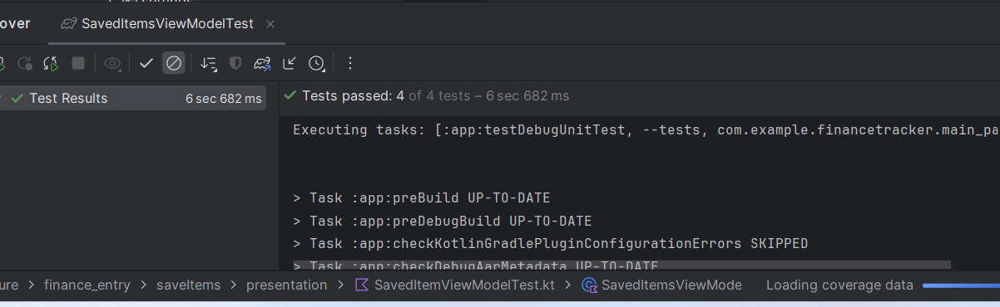 over SavedItemsViewModelTest
Test Results 6 sec 682 ms
Tests passed: 4 of 4 tests – 6 sec 682 ms
Executing tasks: [:app:testDebugUnitTest, --tests, com.example.financetracker.main_pa
> Task :app:preBuild UP-TO-DATE
> Task :app:preDebugBuild UP-TO-DATE
> Task :app:checkKotlinGradlePluginConfigurationErrors SKIPPED
> Task :app:checkDebugAarMetadata UP-TO-DATE
ure > finance_entry > saveItems > presentation > SavedItemViewModelTest.kt > SavedItemsViewMode Loading coverage data